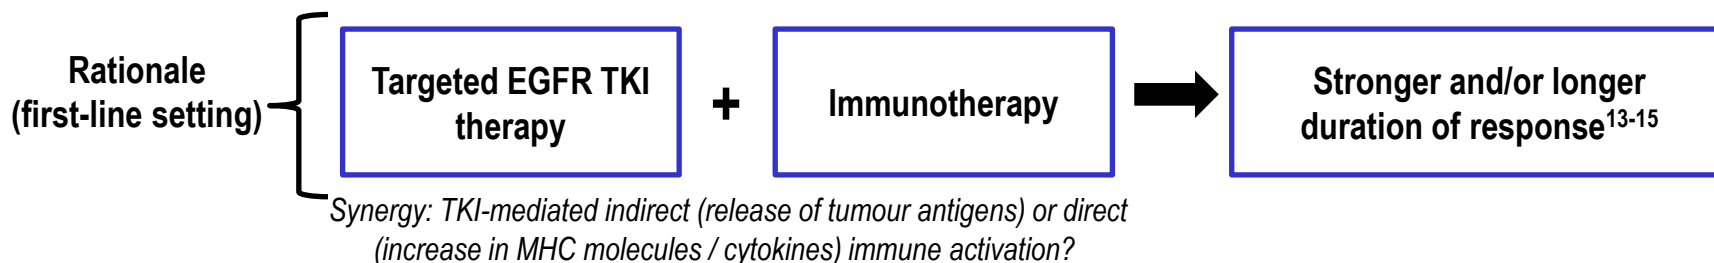 Rationale
(first-line setting)
Targeted EGFR TKI
therapy
+
Immunotherapy
Stronger and/or longer
duration of response13-15
Synergy: TKI-mediated indirect (release of tumour antigens) or direct
(increase in MHC molecules / cytokines) immune activation?